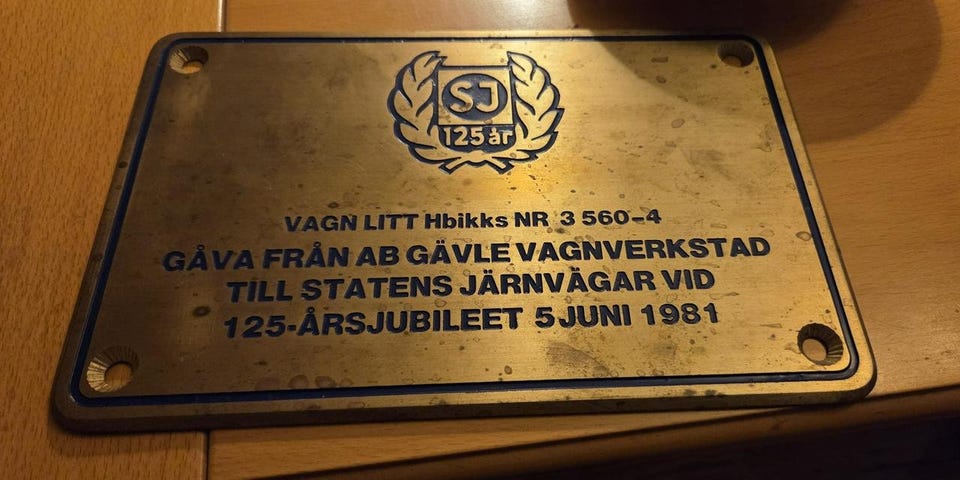 SJ
125 år
VAGN LITT Hbikks NR 3 560-4
GÅVA FRÅN AB GÄVLE VAGNVERKSTAD
TILL STATENS JÄRNVÄGAR VID
125-ÅRSJUBILEET 5 JUNI 1981